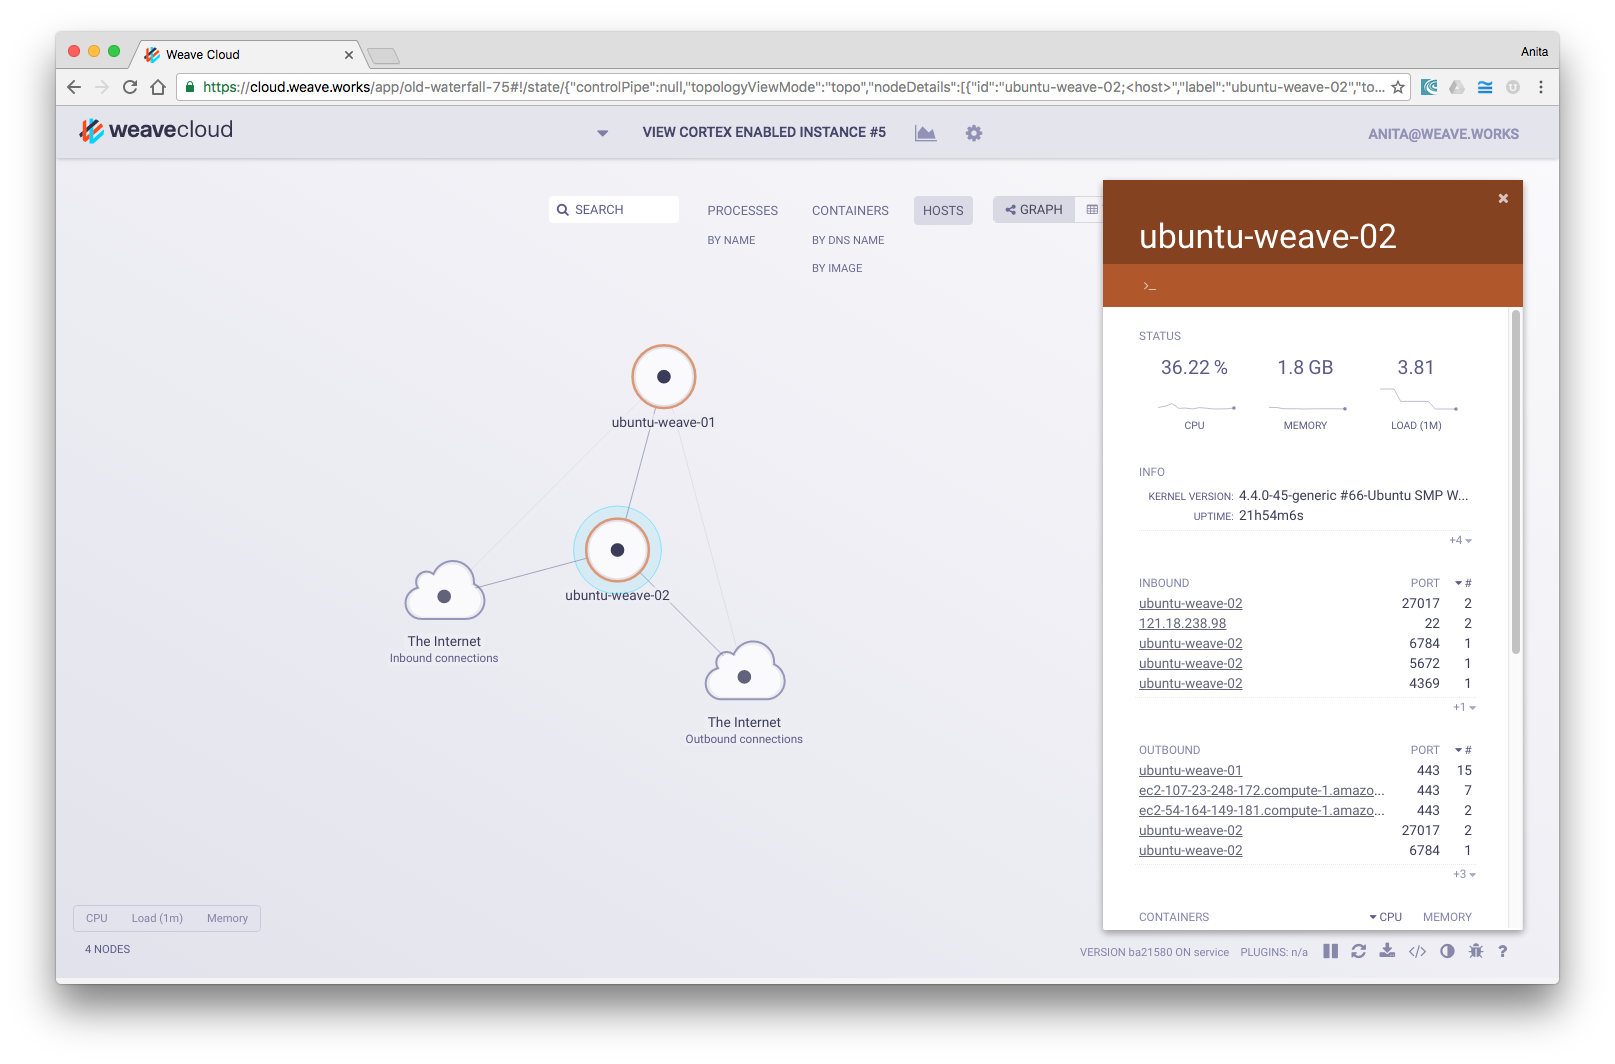 Weave Cloud
Anita
https://cloud.weave.works/app/old-waterfall-75#!/state/{"controlPipe":null,"topologyViewMode":"topo","nodeDetails":[{"id":"ubuntu-weave-02;<host>","label":"ubuntu-weave-02","to...
weavecloud
VIEW CORTEX ENABLED INSTANCE #5
ANITA@WEAVE.WORKS
SEARCH
PROCESSES
CONTAINERS
HOSTS
GRAPH
BY NAME
BY DNS NAME
BY IMAGE
ubuntu-weave-01
ubuntu-weave-02
The Internet
Inbound connections
The Internet
Outbound connections
ubuntu-weave-02
>_
STATUS
36.22 % 1.8 GB 3.81
CPU MEMORY LOAD (1M)
INFO
KERNEL VERSION: 4.4.0-45-generic #66-Ubuntu SMP W...
UPTIME: 21h54m6s
+4
INBOUND PORT #
ubuntu-weave-02 27017 2
121.18.238.98 22 2
ubuntu-weave-02 6784 1
ubuntu-weave-02 5672 1
ubuntu-weave-02 4369 1
+1
OUTBOUND PORT #
ubuntu-weave-01 443 15
ec2-107-23-248-172.compute-1.amazo... 443 7
ec2-54-164-149-181.compute-1.amazo... 443 2
ubuntu-weave-02 27017 2
ubuntu-weave-02 6784 1
+3
CONTAINERS CPU MEMORY
CPU Load (1m) Memory
4 NODES
VERSION ba21580 ON service PLUGINS: n/a